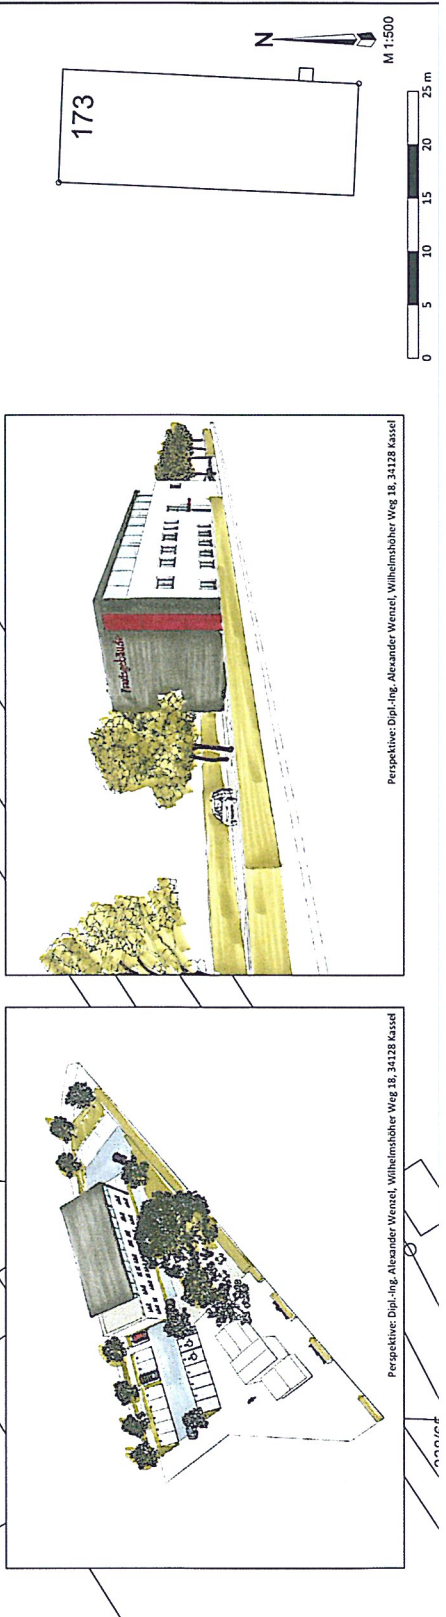 Perspektive: Dipl.-Ing. Alexander Wenzel, Wilhelmshöher Weg 18, 34128 Kassel
Perspektive: Dipl.-Ing. Alexander Wenzel, Wilhelmshöher Weg 18, 34128 Kassel
173
N
M 1:500
0 5 10 15 20 25 m